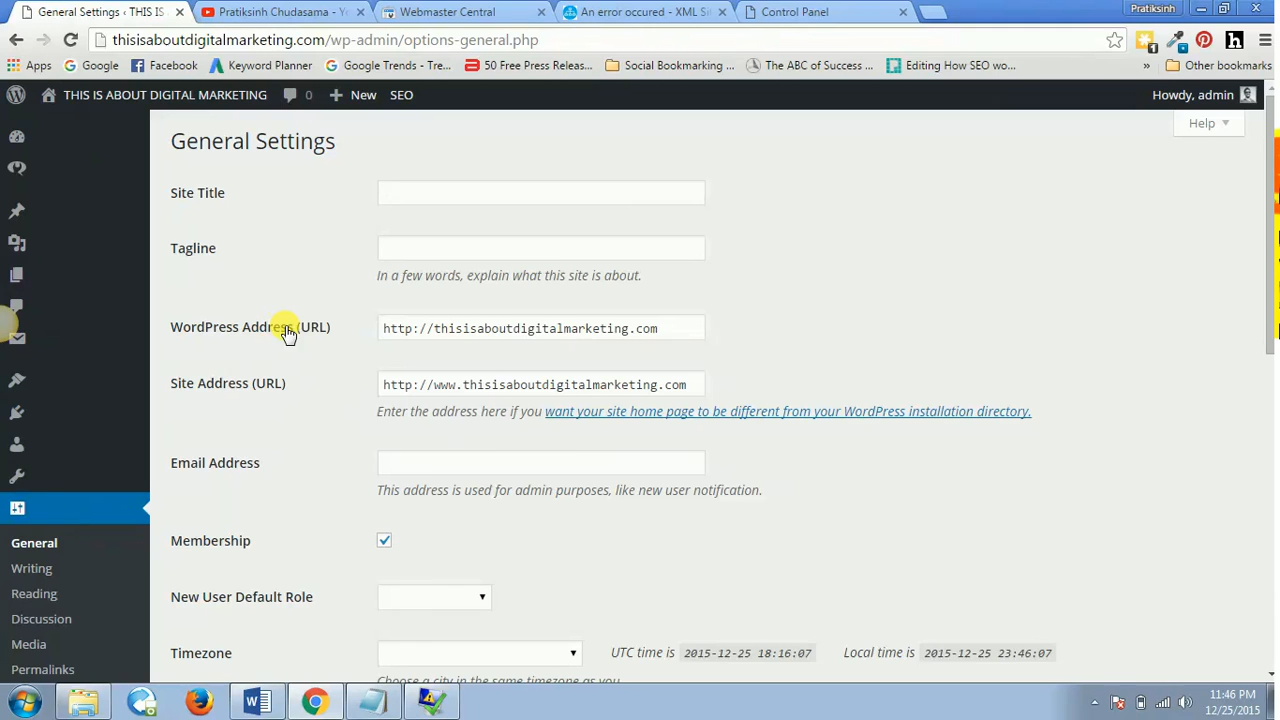 General Settings ‹ THIS IS
Pratiksinh Chudasama - Y
Webmaster Central
An error occured - XML Si
Control Panel
Pratiksinh
thisisaboutdigitalmarketing.com/wp-admin/options-general.php
Apps
Google
Facebook
Keyword Planner
Google Trends - Tre...
50 Free Press Releas...
Social Bookmarking ...
The ABC of Success ...
Editing How SEO wo...
»
Other bookmarks
THIS IS ABOUT DIGITAL MARKETING
0
New
SEO
Howdy, admin
Help
General Settings
Site Title
Tagline
In a few words, explain what this site is about.
WordPress Address (URL)
http://thisisaboutdigitalmarketing.com
Site Address (URL)
http://www.thisisaboutdigitalmarketing.com
Enter the address here if you want your site home page to be different from your WordPress installation directory.
Email Address
This address is used for admin purposes, like new user notification.
Membership
New User Default Role
Timezone
UTC time is 2015-12-25 18:16:07
Local time is 2015-12-25 23:46:07
Choose a city in the same timezone as you.
General
Writing
Reading
Discussion
Media
Permalinks
11:46 PM
12/25/2015